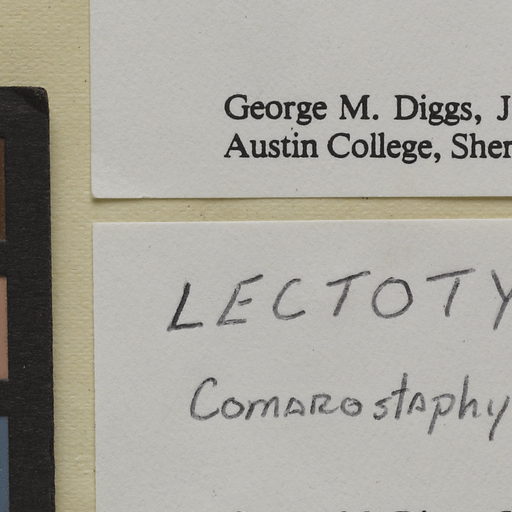 George M. Diggs, J
Austin College, Sher
LECTOTY
Comarostaphy